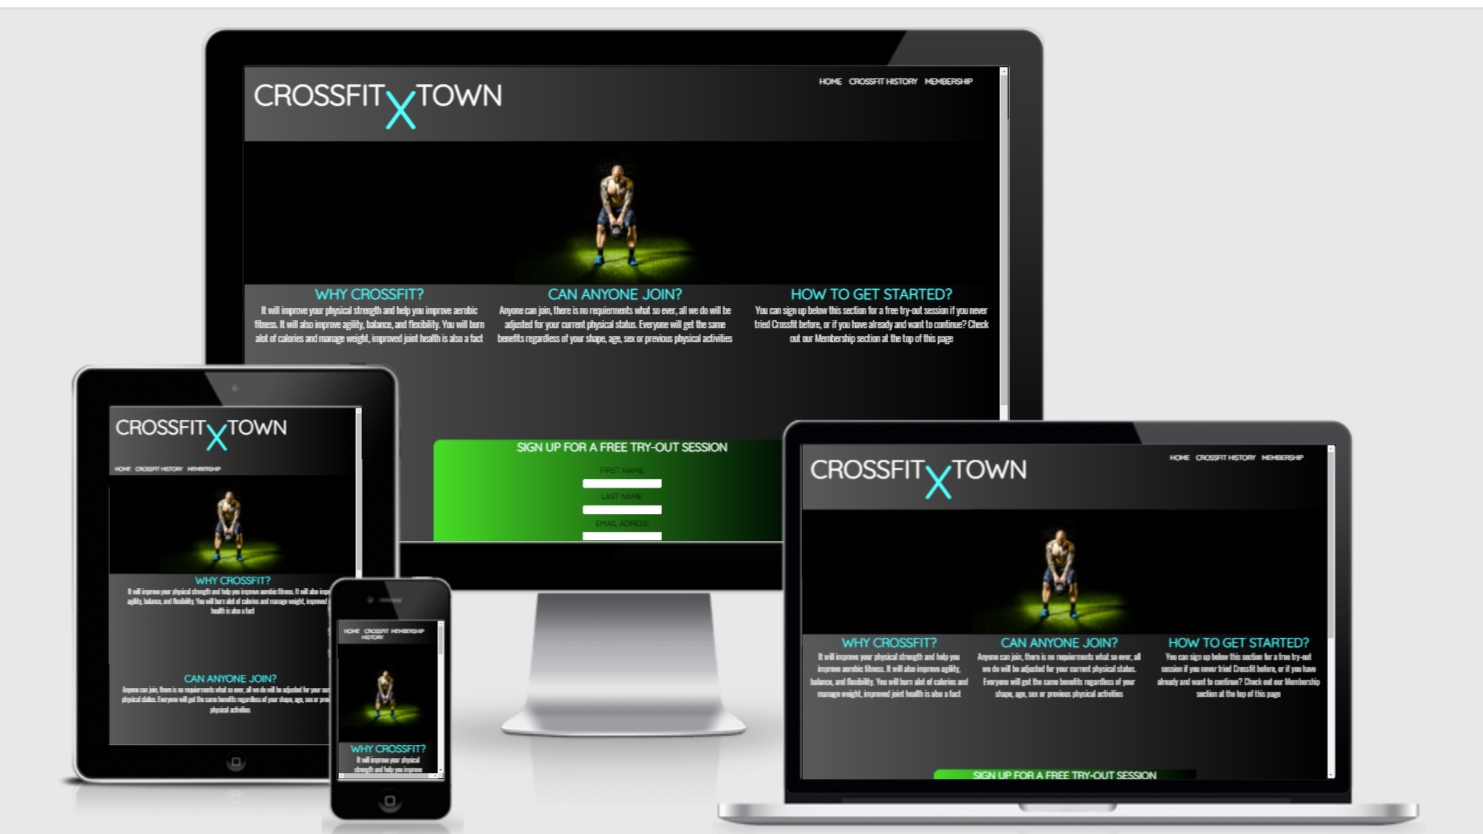 CROSSFIT X TOWN
HOME CROSSFIT HISTORY MEMBERSHIP
WHY CROSSFIT?
It will improve your physical strength and help you improve aerobic
fitness. It will also improve agility, balance, and flexibility. You will burn
alot of calories and manage weight, improved joint health is also a fact
CAN ANYONE JOIN?
Anyone can join, there is no requierments what so ever, all we do will be
adjusted for your current physical status. Everyone will get the same
benefits regardless of your shape, age, sex or previous physical activities
HOW TO GET STARTED?
You can sign up below this section for a free try-out session if you never
tried Crossfit before, or if you have already and want to continue? Check
out our Membership section at the top of this page
SIGN UP FOR A FREE TRY-OUT SESSION
FIRST NAME:
LAST NAME:
EMAIL ADRESS:
CROSSFIT X TOWN
HOME CROSSFIT HISTORY MEMBERSHIP
WHY CROSSFIT?
It will improve your physical strength and help you improve aerobic fitness. It will also
agility, balance, and flexibility. You will burn alot of calories and manage weight, improved
health is also a fact
CAN ANYONE JOIN?
Anyone can join, there is no requierments what so ever, all we do will be adjusted for your
physical status. Everyone will get the same benefits regardless of your shape, age, sex or
physical activities
HOME CROSSFIT MEMBERSHIP
HISTORY
WHY CROSSFIT?
It will improve your physical
strength and help you improve
CROSSFIT X TOWN
HOME CROSSFIT HISTORY MEMBERSHIP
WHY CROSSFIT?
It will improve your physical strength and help you
improve aerobic fitness. It will also improve agility,
balance, and flexibility. You will burn alot of calories and
manage weight, improved joint health is also a fact
CAN ANYONE JOIN?
Anyone can join, there is no requierments what so ever, all
we do will be adjusted for your current physical status.
Everyone will get the same benefits regardless of your
shape, age, sex or previous physical activities
HOW TO GET STARTED?
You can sign up below this section for a free try-out
session if you never tried Crossfit before, or if you have
already and want to continue? Check out our Membership
section at the top of this page
SIGN UP FOR A FREE TRY-OUT SESSION